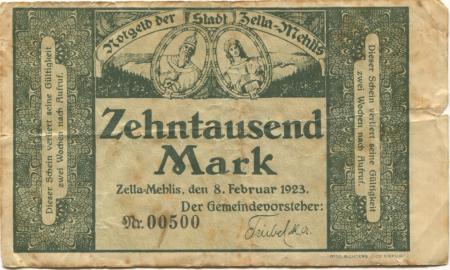 Notgeld der Stadt Zella-Mehlis
Dieser Schein verliert seine Gültigkeit
zwei Wochen nach Aufruf.
Zehntausend
Mark
Zella-Mehlis, den 8. Februar 1923.
Der Gemeindevorsteher:
Nr. 00500
Dieser Schein verliert seine Gültigkeit
zwei Wochen nach Aufruf.